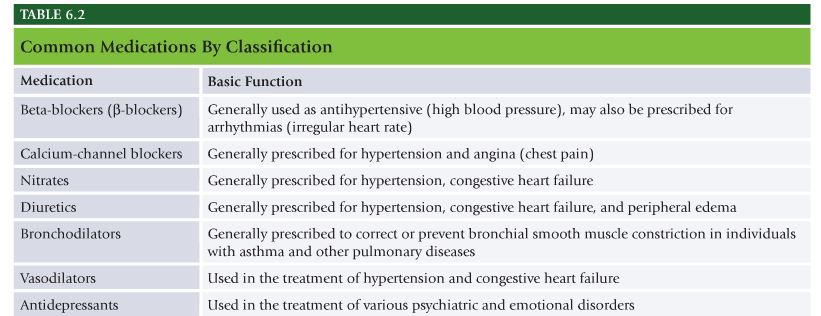 TABLE 6.2
Common Medications By Classification
Medication
Basic Function
Beta-blockers (β-blockers)
Generally used as antihypertensive (high blood pressure), may also be prescribed for
arrhythmias (irregular heart rate)
Calcium-channel blockers
Generally prescribed for hypertension and angina (chest pain)
Nitrates
Generally prescribed for hypertension, congestive heart failure
Diuretics
Generally prescribed for hypertension, congestive heart failure, and peripheral edema
Bronchodilators
Generally prescribed to correct or prevent bronchial smooth muscle constriction in individuals
with asthma and other pulmonary diseases
Vasodilators
Used in the treatment of hypertension and congestive heart failure
Antidepressants
Used in the treatment of various psychiatric and emotional disorders